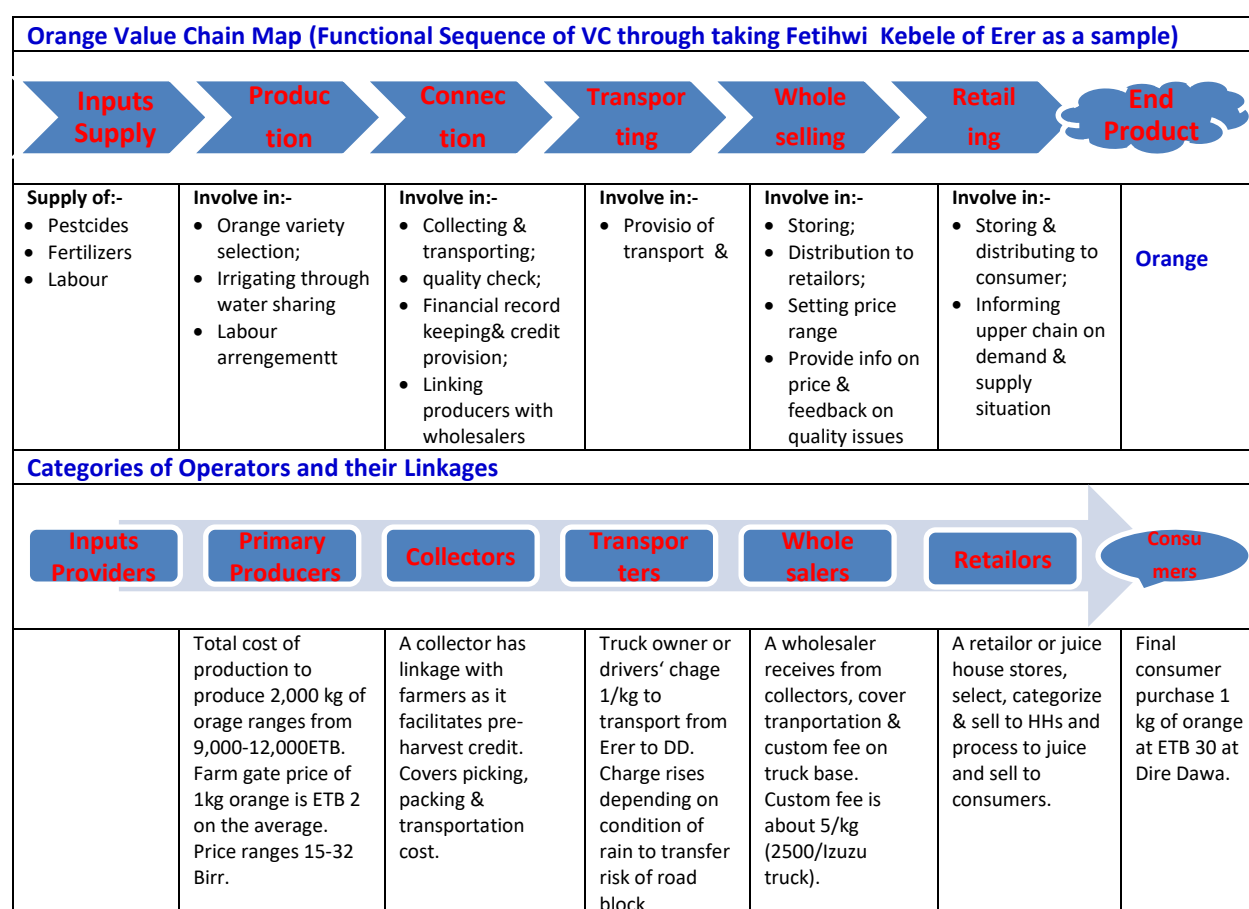 Orange Value Chain Map (Functional Sequence of VC through taking Fetihwi Kebele of Erer as a sample)
Inputs
Supply
Produc
tion
Connec
tion
Transpor
ting
Whole
selling
Retail
ing
End
Product
Supply of:-
• Pestcides
• Fertilizers
• Labour
Involve in:-
• Orange variety
selection;
• Irrigating through
water sharing
• Labour
arrengementt
Involve in:-
• Collecting &
transporting;
• quality check;
• Financial record
keeping& credit
provision;
• Linking
producers with
wholesalers
Involve in:-
• Provisio of
transport &
Involve in:-
• Storing;
• Distribution to
retailors;
• Setting price
range
• Provide info on
price &
feedback on
quality issues
Involve in:-
• Storing &
distributing to
consumer;
• Informing
upper chain on
demand &
supply
situation
Orange
Categories of Operators and their Linkages
Inputs
Providers
Primary
Producers
Collectors
Transpor
ters
Whole
salers
Retailors
Consu
mers
Total cost of
production to
produce 2,000 kg of
orage ranges from
9,000-12,000ETB.
Farm gate price of
1kg orange is ETB 2
on the average.
Price ranges 15-32
Birr.
A collector has
linkage with
farmers as it
facilitates pre-
harvest credit.
Covers picking,
packing &
transportation
cost.
Truck owner or
drivers‘ chage
1/kg to
transport from
Erer to DD.
Charge rises
depending on
condition of
rain to transfer
risk of road
block
A wholesaler
receives from
collectors, cover
tranportation &
custom fee on
truck base.
Custom fee is
about 5/kg
(2500/Izuzu
truck).
A retailor or juice
house stores,
select, categorize
& sell to HHs and
process to juice
and sell to
consumers.
Final
consumer
purchase 1
kg of orange
at ETB 30 at
Dire Dawa.